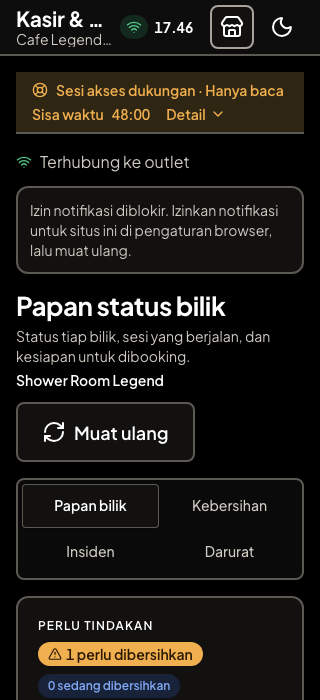 Kasir & ...
Cafe Legend...
17.46
Sesi akses dukungan · Hanya baca
Sisa waktu 48:00 Detail
Terhubung ke outlet
Izin notifikasi diblokir. Izinkan notifikasi
untuk situs ini di pengaturan browser,
lalu muat ulang.
Papan status bilik
Status tiap bilik, sesi yang berjalan, dan
kesiapan untuk dibooking.
Shower Room Legend
Muat ulang
Papan bilik
Kebersihan
Insiden
Darurat
PERLU TINDAKAN
1 perlu dibersihkan
0 sedang dibersihkan